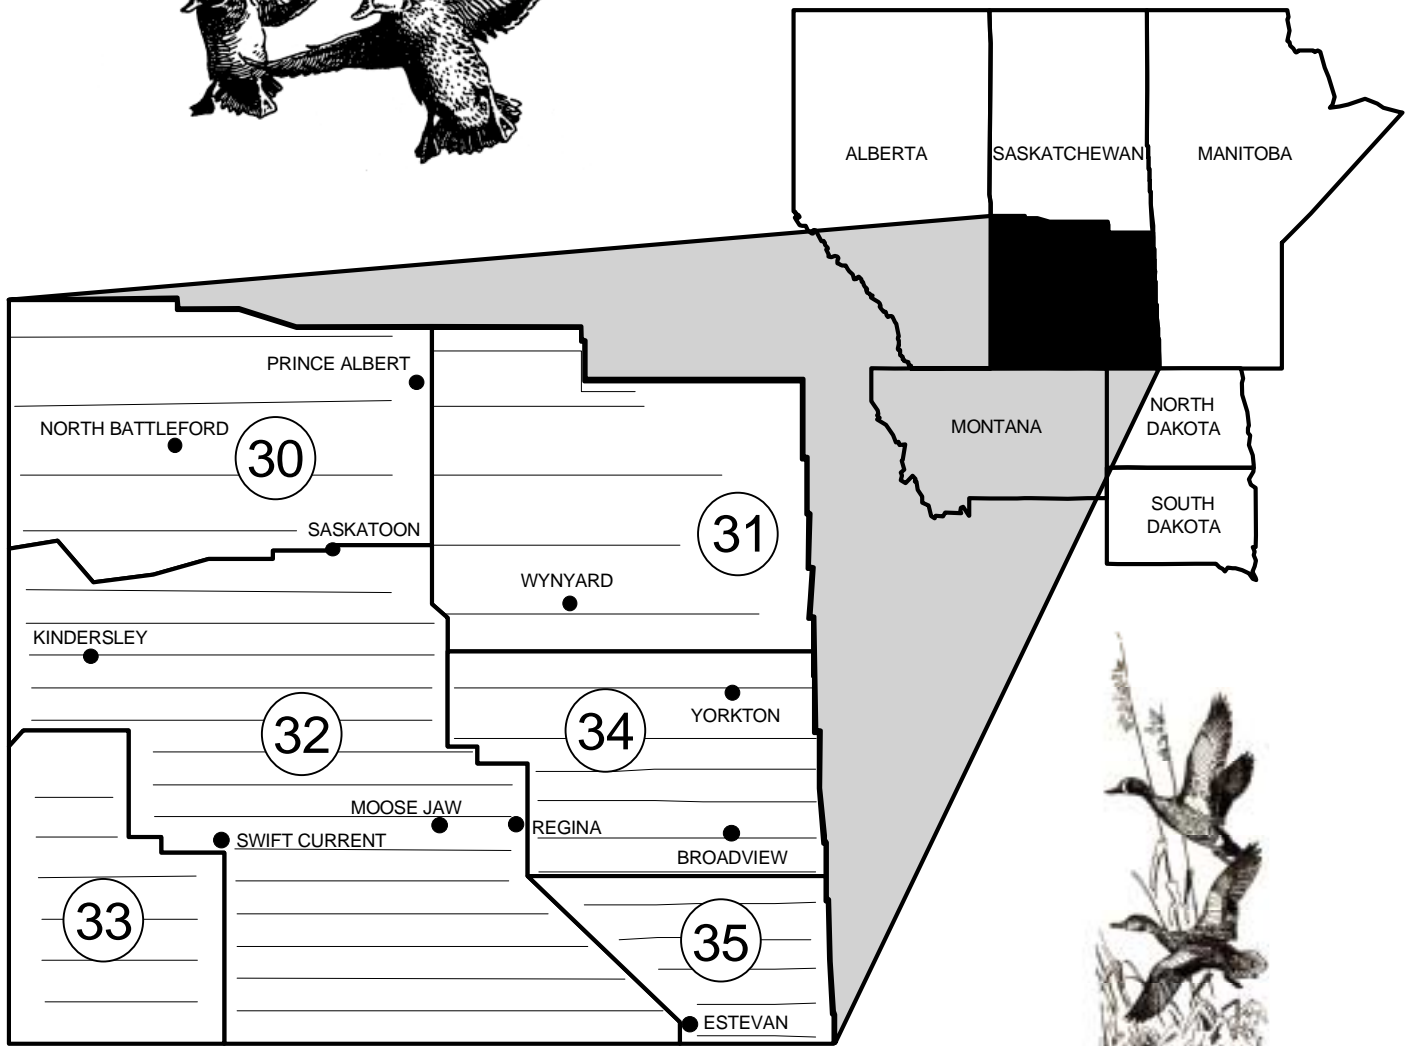 ALBERTA
SASKATCHEWAN
MANITOBA
PRINCE ALBERT
MONTANA
NORTH
DAKOTA
NORTH BATTLEFORD
30
SOUTH
DAKOTA
SASKATOON
31
WYNYARD
KINDERSLEY
32
34
YORKTON
MOOSE JAW
REGINA
SWIFT CURRENT
BROADVIEW
33
35
ESTEVAN